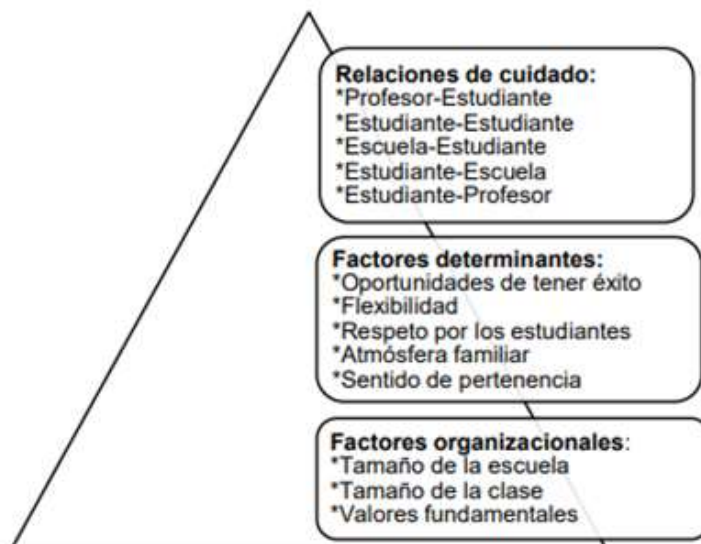 Relaciones de cuidado:
*Profesor-Estudiante
*Estudiante-Estudiante
*Escuela-Estudiante
*Estudiante-Escuela
*Estudiante-Profesor
Factores determinantes:
*Oportunidades de tener éxito
*Flexibilidad
*Respeto por los estudiantes
*Atmósfera familiar
*Sentido de pertenencia
Factores organizacionales:
*Tamaño de la escuela
*Tamaño de la clase
*Valores fundamentales